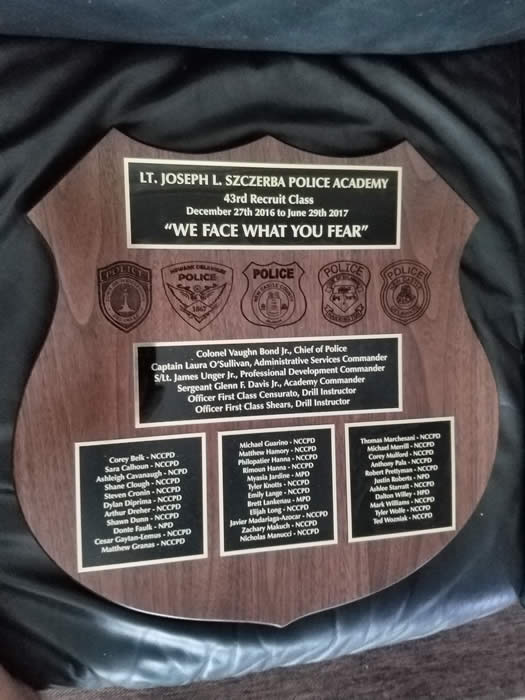 LT. JOSEPH L. SZCZERBA POLICE ACADEMY
43rd Recruit Class
December 27th 2016 to June 29th 2017
“WE FACE WHAT YOU FEAR”
POLICE
NEWARK DELAWARE
POLICE
1867
POLICE
NEW CASTLE COUNTY
POLICE
POLICE
Colonel Vaughn Bond Jr., Chief of Police
Captain Laura O'Sullivan, Administrative Services Commander
S/Lt. James Unger Jr., Professional Development Commander
Sergeant Glenn F. Davis Jr., Academy Commander
Officer First Class Censurato, Drill Instructor
Officer First Class Shears, Drill Instructor
Corey Belk - NCCPD
Sara Calhoun - NCCPD
Ashleigh Cavanaugh - NCPD
Shane Clough - NCCPD
Steven Cronin - NCCPD
Dylan Diprima - NCCPD
Arthur Dreher - NCCPD
Shawn Dunn - NCCPD
Donte Faulk - NPD
Cesar Gaytan-Lemus - NCCPD
Matthew Granas - NCCPD
Michael Guarino - NCCPD
Matthew Hamory - NCCPD
Philopatier Hanna - NCCPD
Rimoun Hanna - NCCPD
Myasia Jardine - MPD
Tyler Knotts - NCCPD
Emily Lange - NCCPD
Brett Lankenau - MPD
Elijah Long - NCCPD
Javier Madariaga-Azocar - NCCPD
Zachary Makuch - NCCPD
Nicholas Manucci - NCCPD
Thomas Marchesani - NCCPD
Michael Merrill - NCCPD
Corey Mulford - NCCPD
Anthony Pala - NCCPD
Robert Prettyman - NCCPD
Justin Roberts - NPD
Ashlee Starratt - NCCPD
Dalton Willey - HPD
Mark Williams - NCCPD
Tyler Wolfe - NCCPD
Ted Wozniak - NCCPD